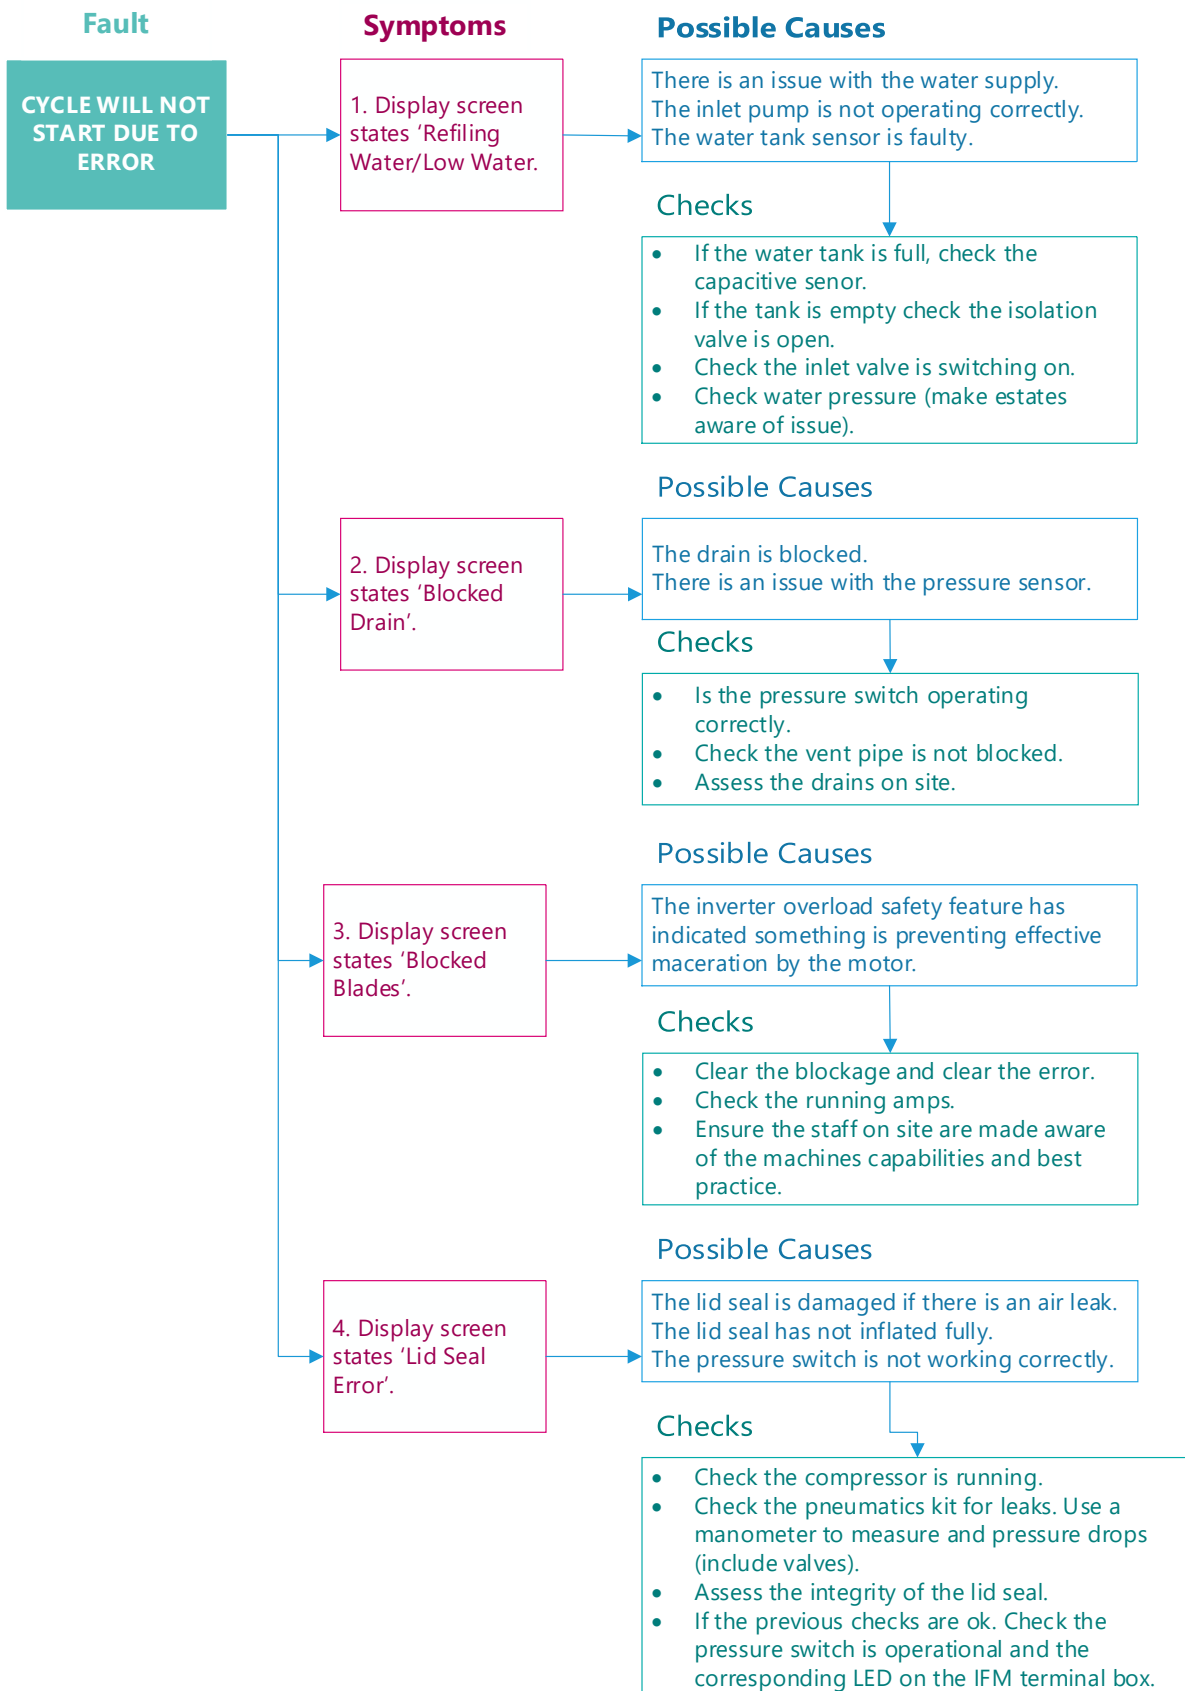 Fault
Symptoms
Possible Causes
CYCLE WILL NOT
START DUE TO
ERROR
1. Display screen
states ‘Refiling
Water/Low Water.
There is an issue with the water supply.
The inlet pump is not operating correctly.
The water tank sensor is faulty.
Checks
• If the water tank is full, check the
capacitive senor.
• If the tank is empty check the isolation
valve is open.
• Check the inlet valve is switching on.
• Check water pressure (make estates
aware of issue).
Possible Causes
2. Display screen
states ‘Blocked
Drain’.
The drain is blocked.
There is an issue with the pressure sensor.
Checks
• Is the pressure switch operating
correctly.
• Check the vent pipe is not blocked.
• Assess the drains on site.
Possible Causes
3. Display screen
states ‘Blocked
Blades’.
The inverter overload safety feature has
indicated something is preventing effective
maceration by the motor.
Checks
• Clear the blockage and clear the error.
• Check the running amps.
• Ensure the staff on site are made aware
of the machines capabilities and best
practice.
Possible Causes
4. Display screen
states ‘Lid Seal
Error’.
The lid seal is damaged if there is an air leak.
The lid seal has not inflated fully.
The pressure switch is not working correctly.
Checks
• Check the compressor is running.
• Check the pneumatics kit for leaks. Use a
manometer to measure and pressure drops
(include valves).
• Assess the integrity of the lid seal.
• If the previous checks are ok. Check the
pressure switch is operational and the
corresponding LED on the IFM terminal box.